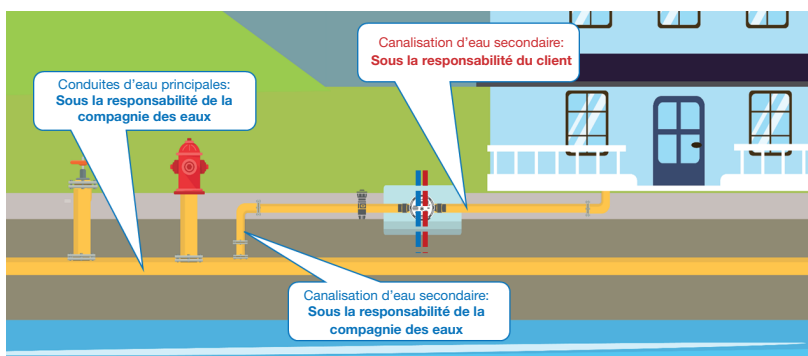 Canalisation d’eau secondaire:
Sous la responsabilité du client
Conduites d’eau principales:
Sous la responsabilité de la
compagnie des eaux
Canalisation d’eau secondaire:
Sous la responsabilité de la
compagnie des eaux